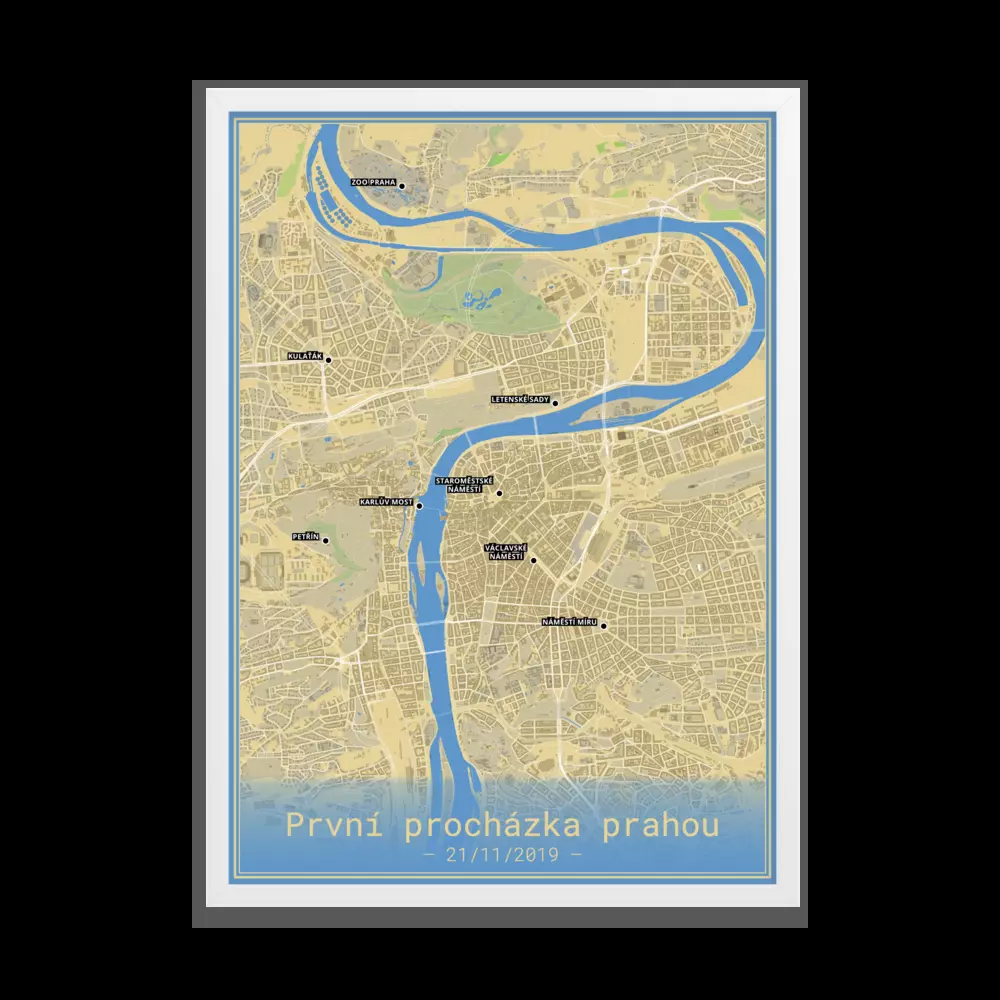 ZOO PRAHA
KULAŤÁK
LETENSKÉ SADY
STAROMĚSTSKÉ
NÁMĚSTÍ
KARLŮV MOST
PETŘÍN
VÁCLAVSKÉ
NÁMĚSTÍ
NÁMĚSTÍ MÍRU
První procházka prahou
– 21/11/2019 –